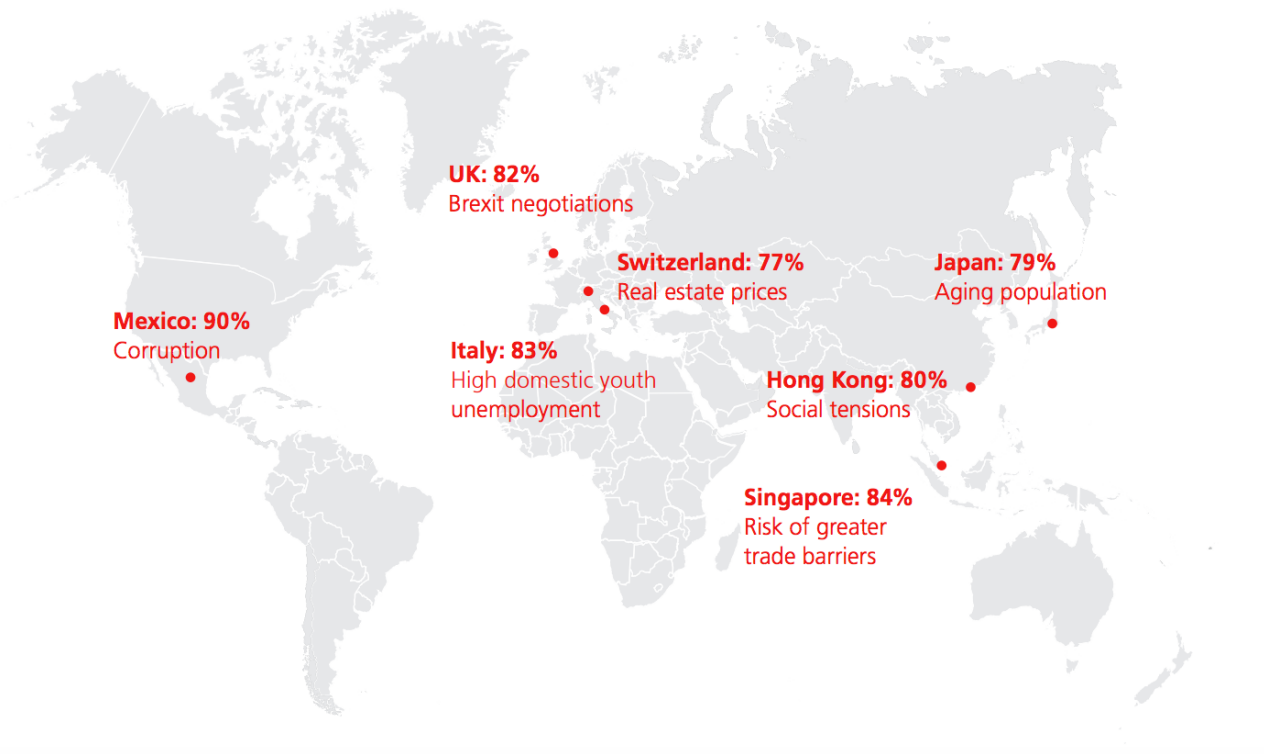 UK: 82%
Brexit negotiations
Switzerland: 77%
Real estate prices
Japan: 79%
Aging population
Mexico: 90%
Corruption
Italy: 83%
High domestic youth
unemployment
Hong Kong: 80%
Social tensions
Singapore: 84%
Risk of greater
trade barriers